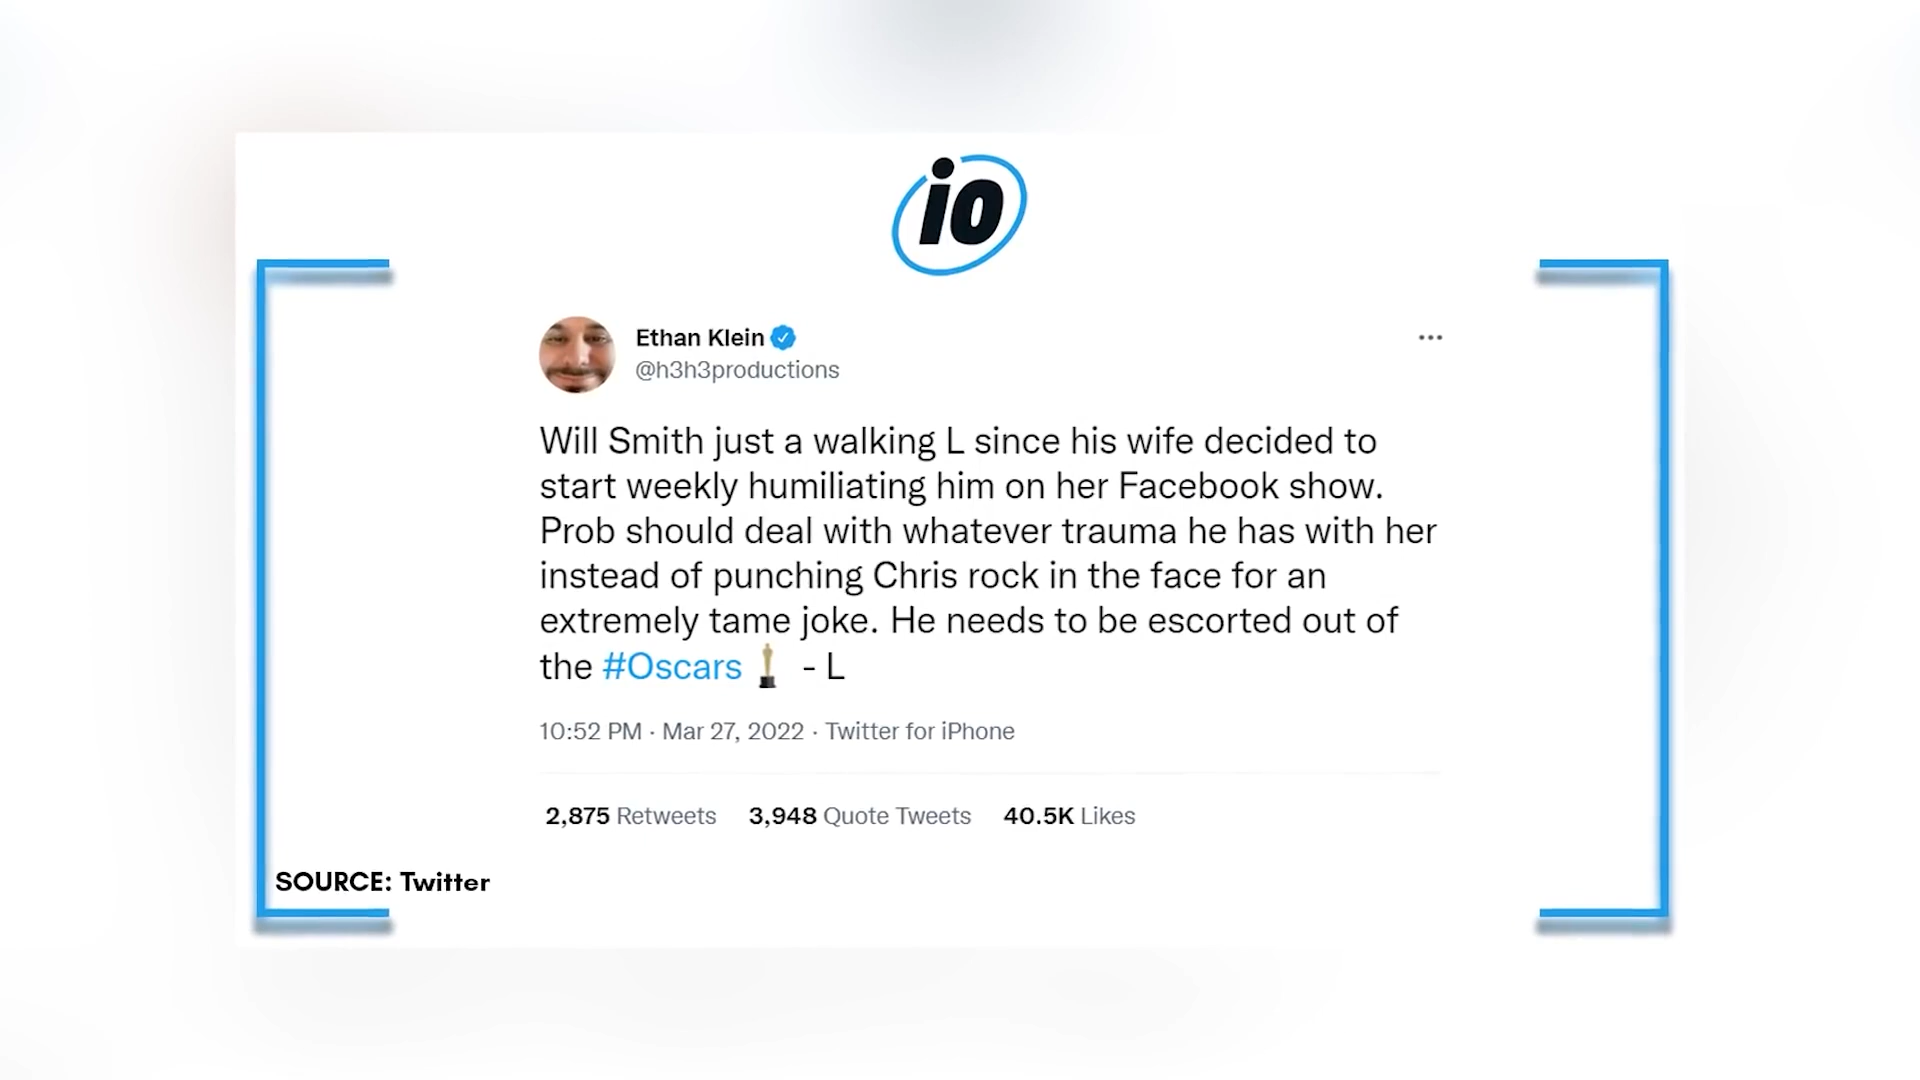 io
Ethan Klein
@h3h3productions
Will Smith just a walking L since his wife decided to
start weekly humiliating him on her Facebook show.
Prob should deal with whatever trauma he has with her
instead of punching Chris rock in the face for an
extremely tame joke. He needs to be escorted out of
the #Oscars - L
10:52 PM · Mar 27, 2022 · Twitter for iPhone
2,875 Retweets 3,948 Quote Tweets 40.5K Likes
SOURCE: Twitter